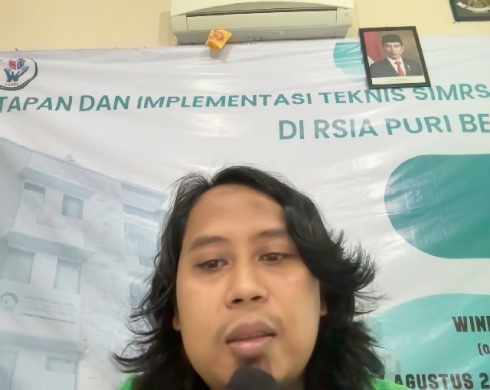 TAPAN DAN IMPLEMENTASI TEKNIS SIMRS
DI RSIA PURI BE
WIN
AGUSTUS 2